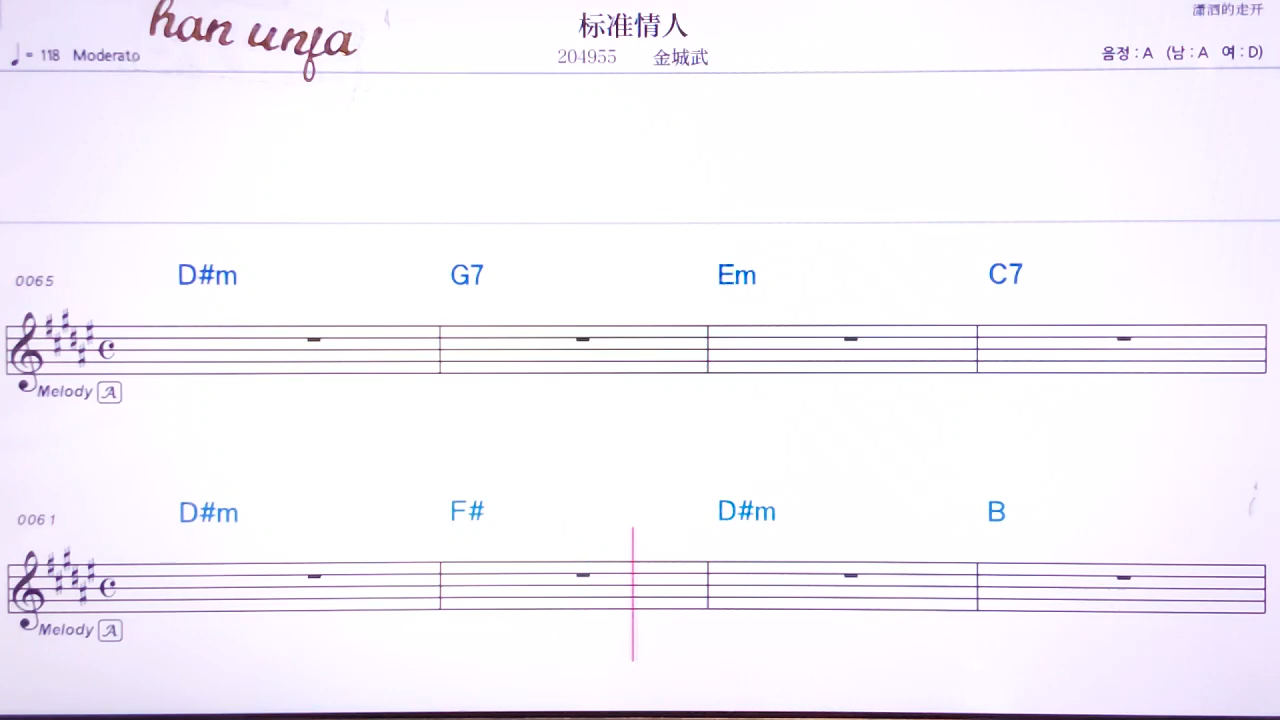 han unfa
标准情人
潇洒的走开
♩= 118 Moderato
204955 金城武
음정 : A (남 : A 여 : D)
0065
D#m G7 Em C7
Melody A
0061
D#m F# D#m B
Melody A